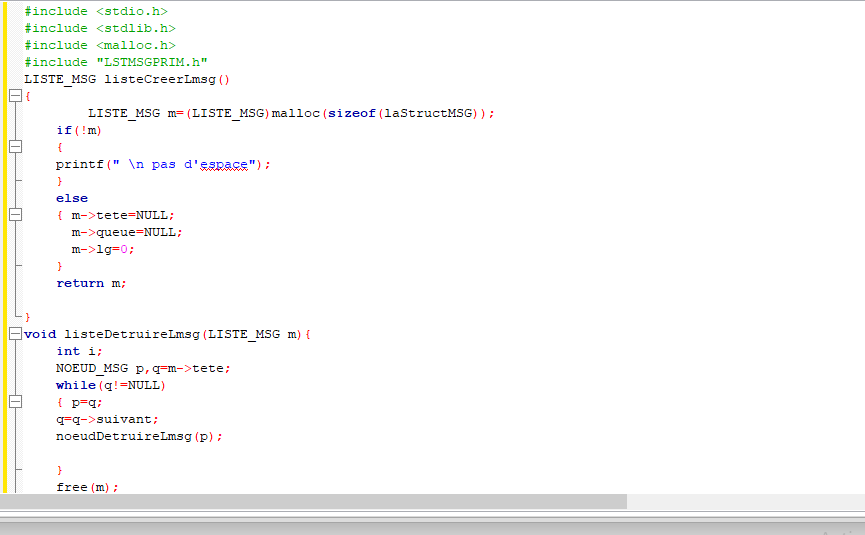 #include <stdio.h>
#include <stdlib.h>
#include <malloc.h>
#include "LSTMSGPRIM.h"
LISTE_MSG listeCreerLmsg()
{
LISTE_MSG m=(LISTE_MSG)malloc(sizeof(laStructMSG));
if(!m)
{
printf(" \n pas d'espace");
}
else
{ m->tete=NULL;
m->queue=NULL;
m->lg=0;
}
return m;
}
void listeDetruireLmsg(LISTE_MSG m){
int i;
NOEUD_MSG p,q=m->tete;
while(q!=NULL)
{ p=q;
q=q->suivant;
noeudDetruireLmsg(p);
}
free(m);